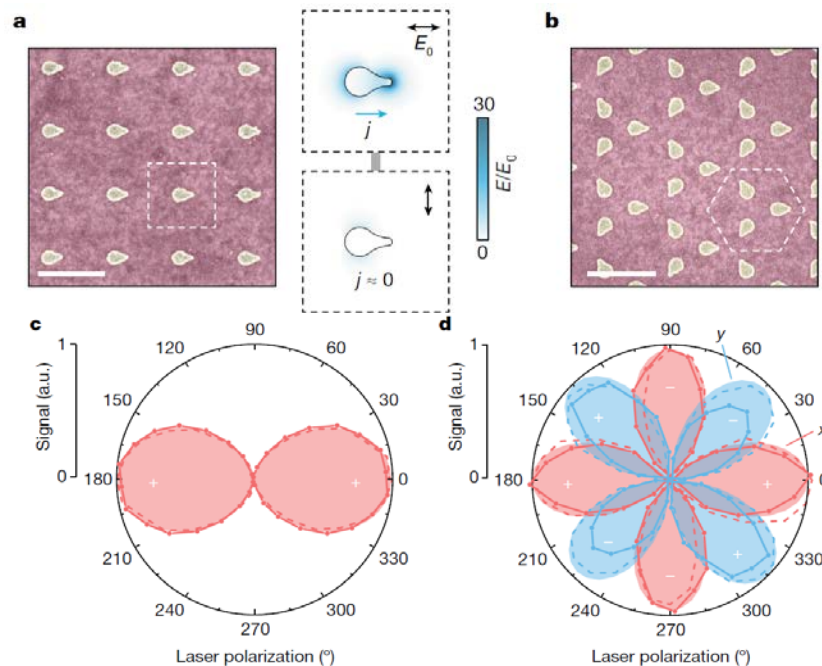 a
E₀
j
30
E/E₀
0
j ≈ 0
b
c
Signal (a.u.)
1
0
90
60
30
0
330
300
270
240
210
180
150
120
Laser polarization (°)
d
Signal (a.u.)
1
0
90
60
30
0
330
300
270
240
210
180
150
120
y
x
+
+
+
+
+
+
−
−
−
−
Laser polarization (°)